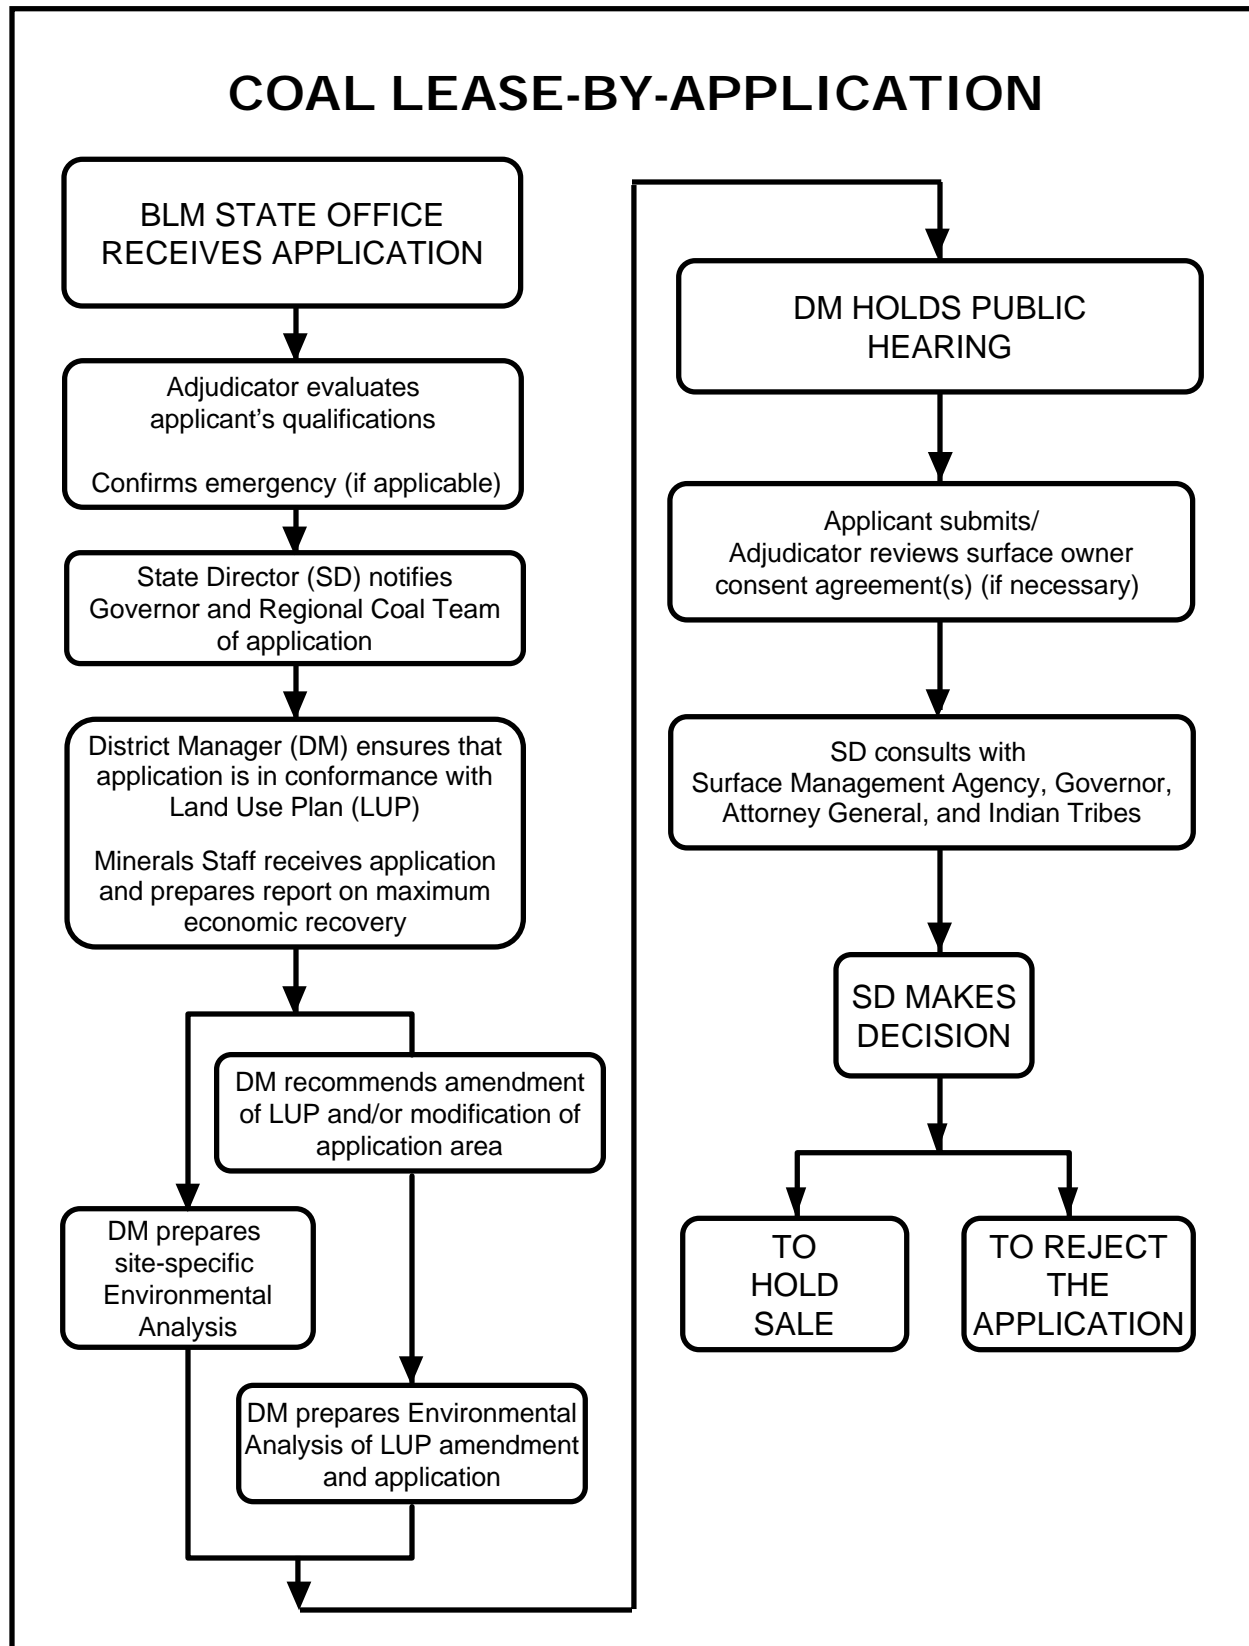 COAL LEASE-BY-APPLICATION
BLM STATE OFFICE
RECEIVES APPLICATION
Adjudicator evaluates
applicant’s qualifications
Confirms emergency (if applicable)
State Director (SD) notifies
Governor and Regional Coal Team
of application
District Manager (DM) ensures that
application is in conformance with
Land Use Plan (LUP)
Minerals Staff receives application
and prepares report on maximum
economic recovery
DM recommends amendment
of LUP and/or modification of
application area
DM prepares
site-specific
Environmental
Analysis
DM prepares Environmental
Analysis of LUP amendment
and application
DM HOLDS PUBLIC
HEARING
Applicant submits/
Adjudicator reviews surface owner
consent agreement(s) (if necessary)
SD consults with
Surface Management Agency, Governor,
Attorney General, and Indian Tribes
SD MAKES
DECISION
TO
HOLD
SALE
TO REJECT
THE
APPLICATION